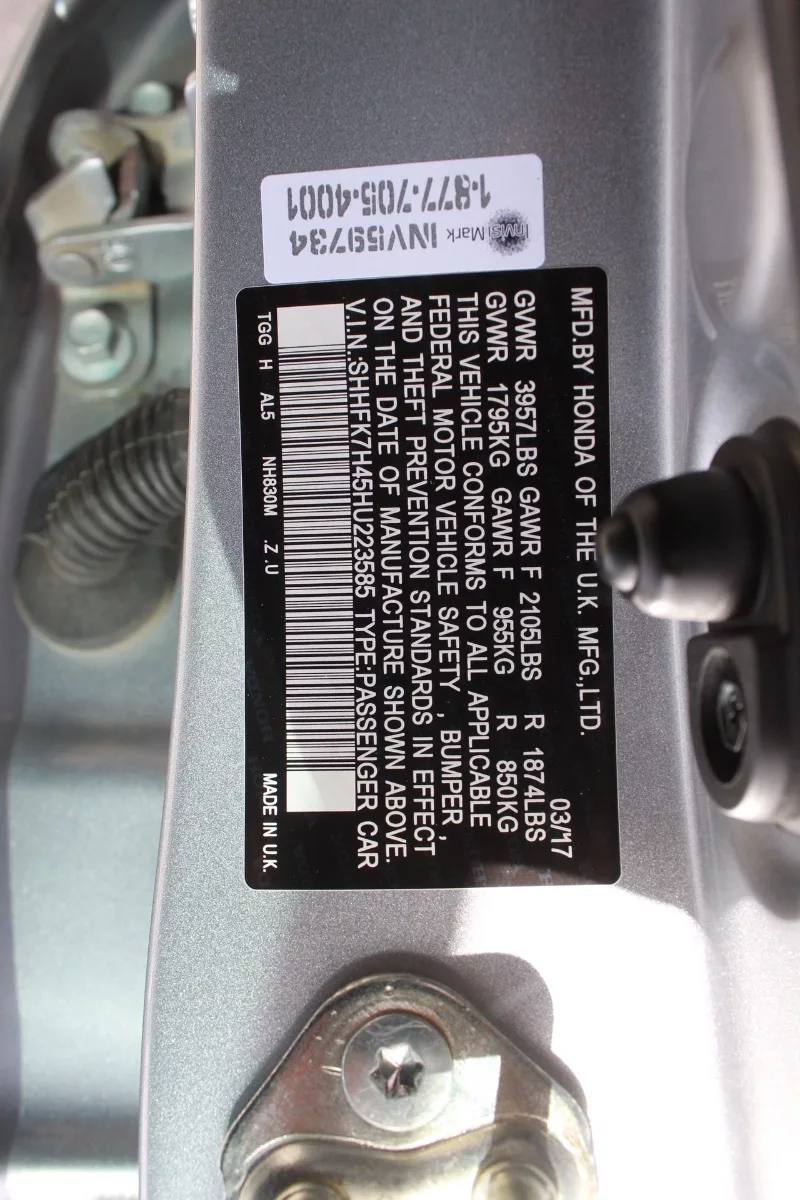 INVISI Mark INV159734
1-877-705-4001
MFD.BY HONDA OF THE U.K. MFG.,LTD.
03/17
GVWR 3957LBS GAWR F 2105LBS R 1874LBS
GVWR 1795KG GAWR F 955KG R 850KG
THIS VEHICLE CONFORMS TO ALL APPLICABLE
FEDERAL MOTOR VEHICLE SAFETY , BUMPER ,
AND THEFT PREVENTION STANDARDS IN EFFECT
ON THE DATE OF MANUFACTURE SHOWN ABOVE.
V.I.N.:SHHFK7H45HU223585 TYPE:PASSENGER CAR
TGG H AL5 NH830M .Z .U MADE IN U.K.